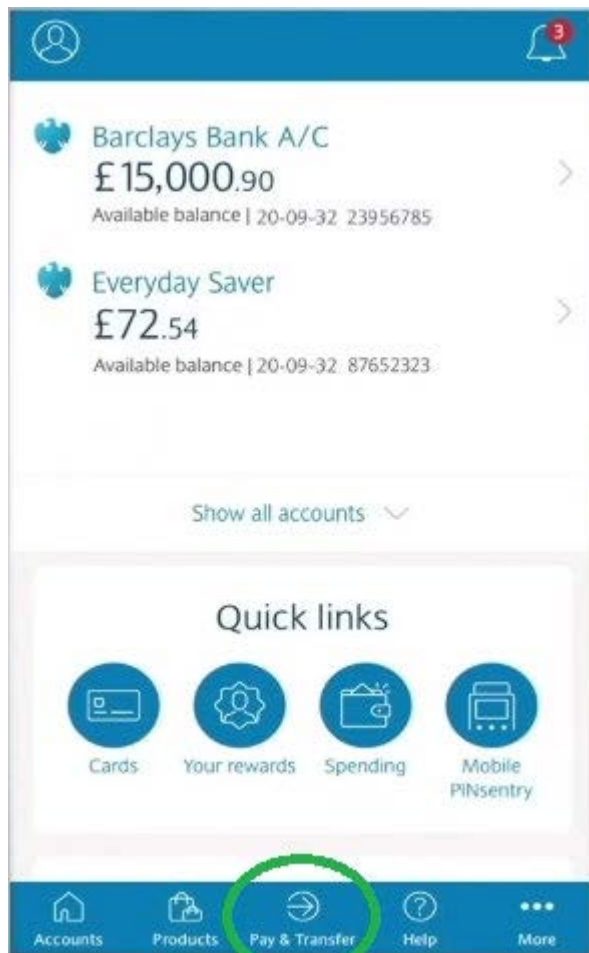 3
Barclays Bank A/C
£15,000.90
Available balance | 20-09-32 23956785
Everyday Saver
£72.54
Available balance | 20-09-32 87652323
Show all accounts
Quick links
Cards Your rewards Spending Mobile
PINsentry
Accounts Products Pay & Transfer Help More